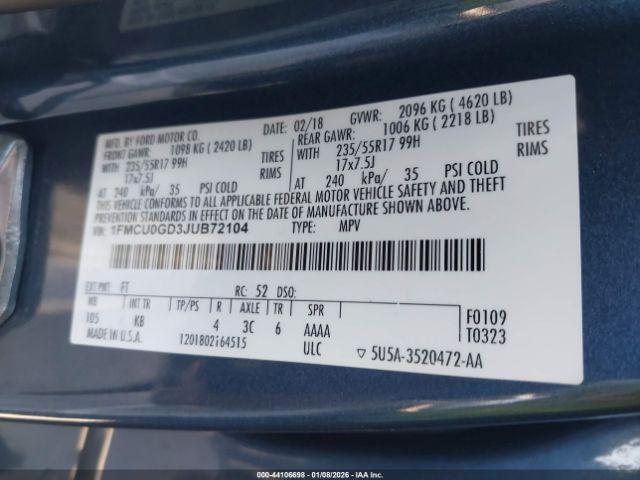 MFD. BY FORD MOTOR CO. DATE: 02/18 GVWR: 2096 KG ( 4620 LB)
FRONT GAWR: 1098 KG ( 2420 LB) REAR GAWR: 1006 KG ( 2218 LB)
WITH 235/55R17 99H TIRES WITH 235/55R17 99H TIRES
17x7.5J RIMS 17x7.5J RIMS
AT 240 kPa/ 35 PSI COLD AT 240 kPa/ 35 PSI COLD
THIS VEHICLE CONFORMS TO ALL APPLICABLE FEDERAL MOTOR VEHICLE SAFETY AND THEFT
PREVENTION STANDARDS IN EFFECT ON THE DATE OF MANUFACTURE SHOWN ABOVE.
1FMCU0GD3JUB72104 TYPE: MPV
EXT PNT: FT RC: 52 DSO:
WB INT TR TP/PS R AXLE TR SPR F0109
105 KB 4 3C 6 AAAA T0323
MADE IN U.S.A. 1201802164515 ULC 5U5A-3520472-AA
000-44106698 - 01/08/2026 - IAAI.com